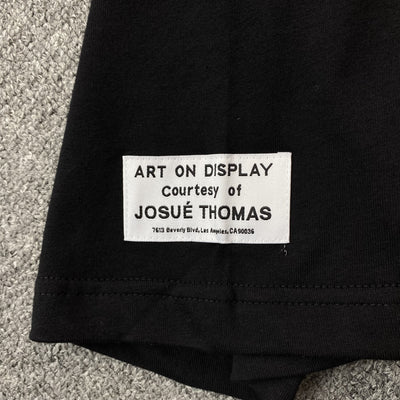 ART ON DISPLAY
Courtesy of
JOSUÉ THOMAS
7613 Beverly Blvd, Los Angeles, CA 90036